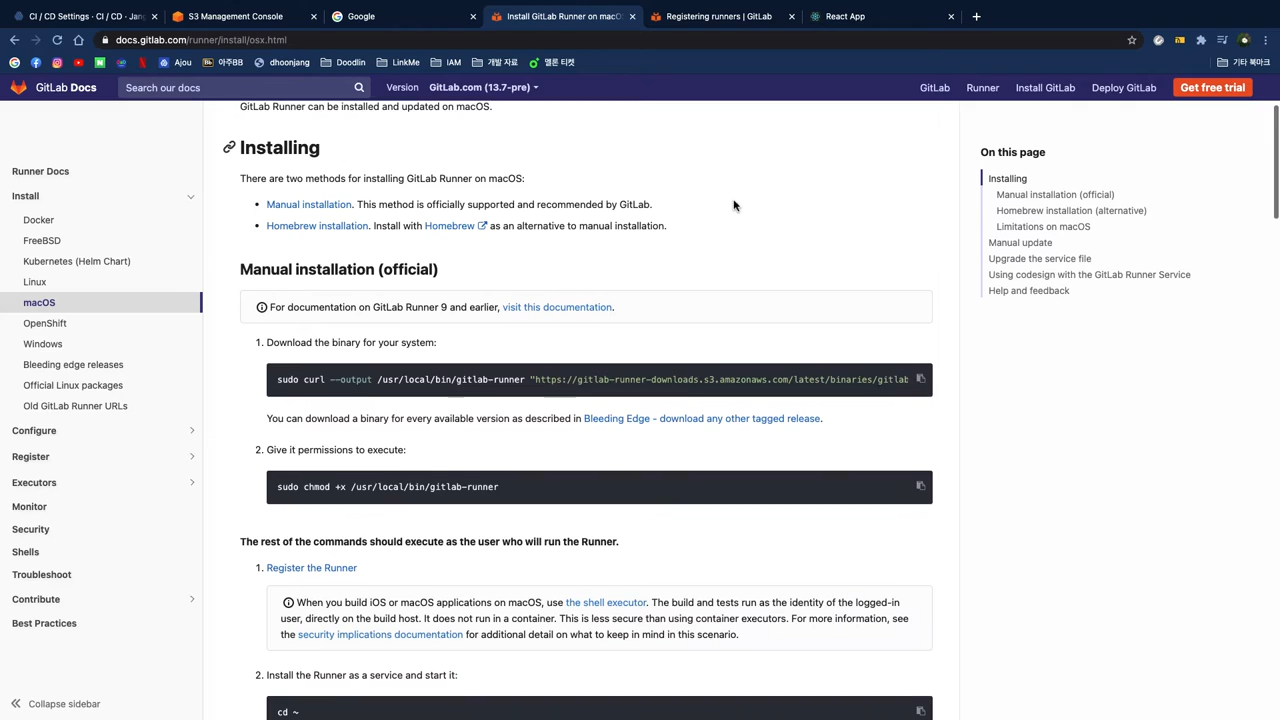 CI / CD Settings · CI / CD · Jang
S3 Management Console
Google
Install GitLab Runner on macO
Registering runners | GitLab
React App
docs.gitlab.com/runner/install/osx.html
Ajou
아주BB
dhoonjang
Doodlin
LinkMe
IAM
개발 자료
멜론 티켓
기타 북마크
GitLab Docs
Search our docs
Version
GitLab.com (13.7-pre)
GitLab
Runner
Install GitLab
Deploy GitLab
Get free trial
Runner Docs
Install
Docker
FreeBSD
Kubernetes (Helm Chart)
Linux
macOS
OpenShift
Windows
Bleeding edge releases
Official Linux packages
Old GitLab Runner URLs
Configure
Register
Executors
Monitor
Security
Shells
Troubleshoot
Contribute
Best Practices
Collapse sidebar
GitLab Runner can be installed and updated on macOS.
Installing
There are two methods for installing GitLab Runner on macOS:
• Manual installation. This method is officially supported and recommended by GitLab.
• Homebrew installation. Install with Homebrew as an alternative to manual installation.
Manual installation (official)
For documentation on GitLab Runner 9 and earlier, visit this documentation.
1. Download the binary for your system:
sudo curl --output /usr/local/bin/gitlab-runner "https://gitlab-runner-downloads.s3.amazonaws.com/latest/binaries/gitlab
You can download a binary for every available version as described in Bleeding Edge - download any other tagged release.
2. Give it permissions to execute:
sudo chmod +x /usr/local/bin/gitlab-runner
The rest of the commands should execute as the user who will run the Runner.
1. Register the Runner
When you build iOS or macOS applications on macOS, use the shell executor. The build and tests run as the identity of the logged-in
user, directly on the build host. It does not run in a container. This is less secure than using container executors. For more information, see
the security implications documentation for additional detail on what to keep in mind in this scenario.
2. Install the Runner as a service and start it:
cd ~
On this page
Installing
Manual installation (official)
Homebrew installation (alternative)
Limitations on macOS
Manual update
Upgrade the service file
Using codesign with the GitLab Runner Service
Help and feedback